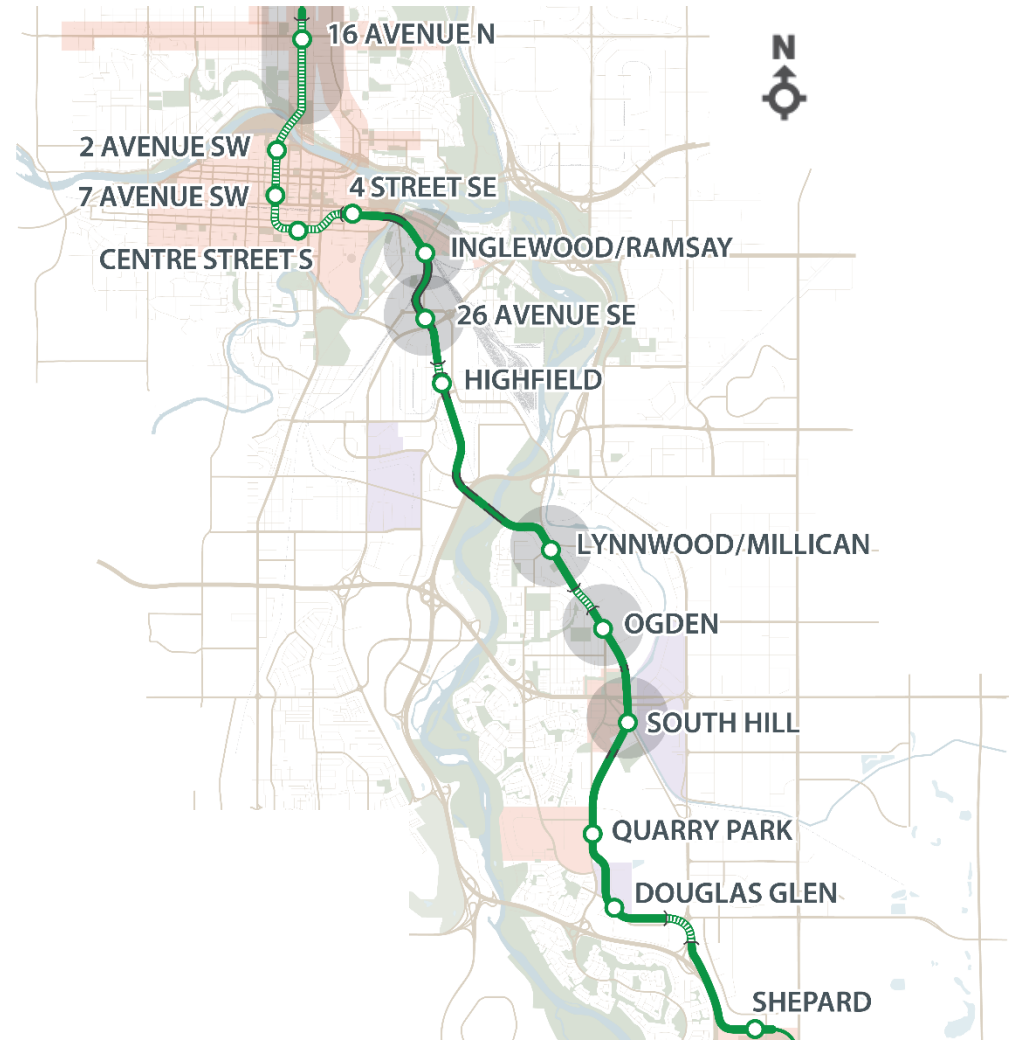 16 AVENUE N
N
2 AVENUE SW
7 AVENUE SW
4 STREET SE
CENTRE STREET S
INGLEWOOD/RAMSAY
26 AVENUE SE
HIGHFIELD
LYNNWOOD/MILLICAN
OGDEN
SOUTH HILL
QUARRY PARK
DOUGLAS GLEN
SHEPARD